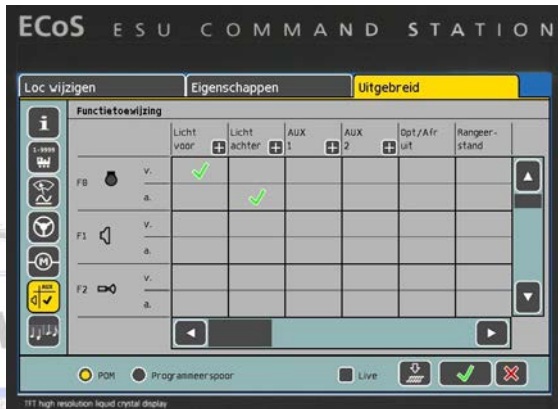 ECoS ESU COMMAND STATION
Loc wijzigen Eigenschappen Uitgebreid
Functietoewijzing
Licht voor Licht achter AUX 1 AUX 2 Opt/Afr uit Rangeer-stand
F0 v.
a.
F1 v.
a.
F2 v.
a.
i
1-9999
M
AUX
POM Programmeerspoor Live
TFT high resolution liquid crystal display